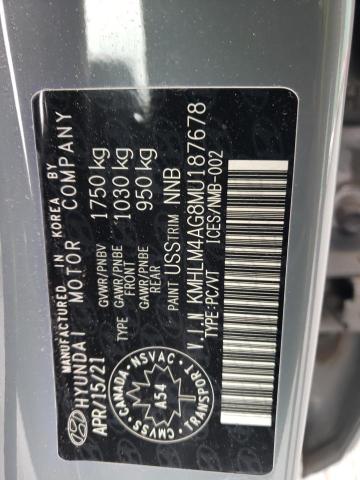 MANUFACTURED IN KOREA BY
HYUNDAI MOTOR COMPANY
APR/15/21
GVWR/PNBV 1750 kg
TYPE GAWR/PNBE FRONT 1030 kg
GAWR/PNBE REAR 950 kg
PAINT USS TRIM NNB
V.I.N KMHLM4AG8MU187678
TYPE:PC/VT ICES/NMB-002
CANADA
NSVAC
TRANSPORT
CMVSS
A54